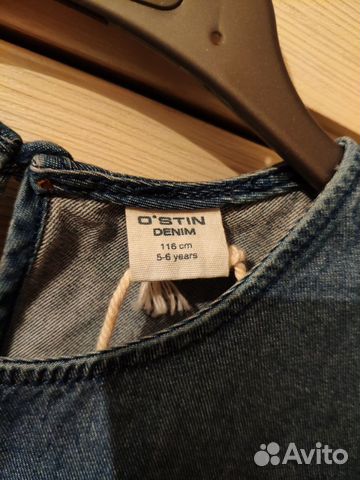 O'STIN
DENIM
116 cm
5-6 years
Avito